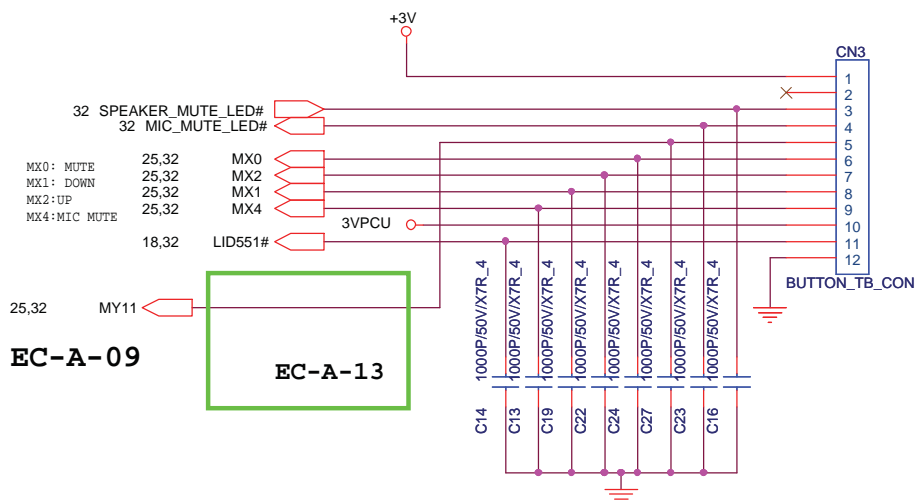 +3V
CN3
1
2
32 SPEAKER_MUTE_LED#
3
32 MIC_MUTE_LED#
4
5
MX0: MUTE
25,32 MX0
6
MX1: DOWN
25,32 MX2
7
MX2:UP
25,32 MX1
8
MX4:MIC MUTE
25,32 MX4
9
3VPCU
10
18,32 LID551#
11
12
BUTTON_TB_CON
25,32 MY11
EC-A-09
EC-A-13
1000P/50V/X7R_4
1000P/50V/X7R_4
1000P/50V/X7R_4
1000P/50V/X7R_4
1000P/50V/X7R_4
1000P/50V/X7R_4
1000P/50V/X7R_4
1000P/50V/X7R_4
C14
C13
C19
C22
C24
C27
C23
C16